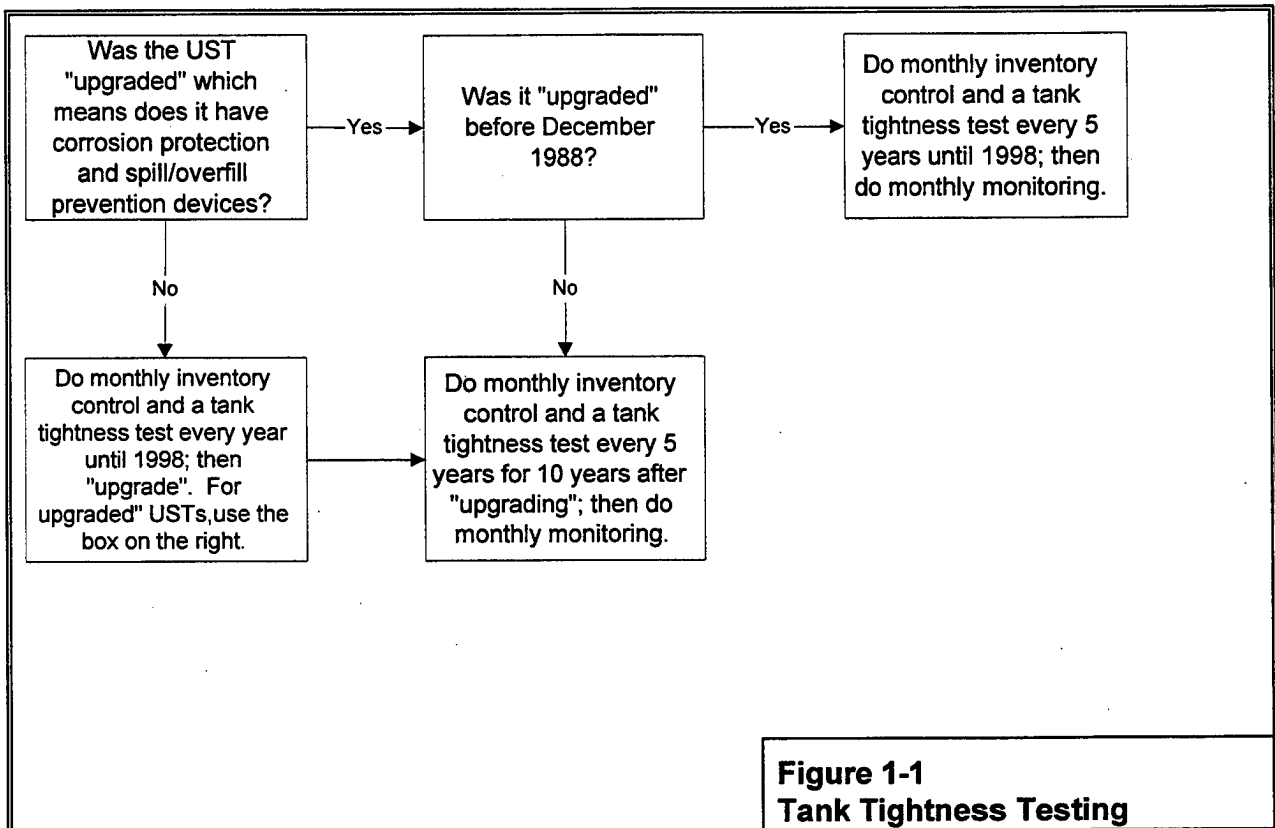 Was the UST
"upgraded" which
means does it have
corrosion protection
and spill/overfill
prevention devices?
Yes
Was it "upgraded"
before December
1988?
Yes
Do monthly inventory
control and a tank
tightness test every 5
years until 1998; then
do monthly monitoring.
No
No
Do monthly inventory
control and a tank
tightness test every year
until 1998; then
"upgrade". For
upgraded" USTs,use the
box on the right.
Do monthly inventory
control and a tank
tightness test every 5
years for 10 years after
"upgrading"; then do
monthly monitoring.
Figure 1-1
Tank Tightness Testing